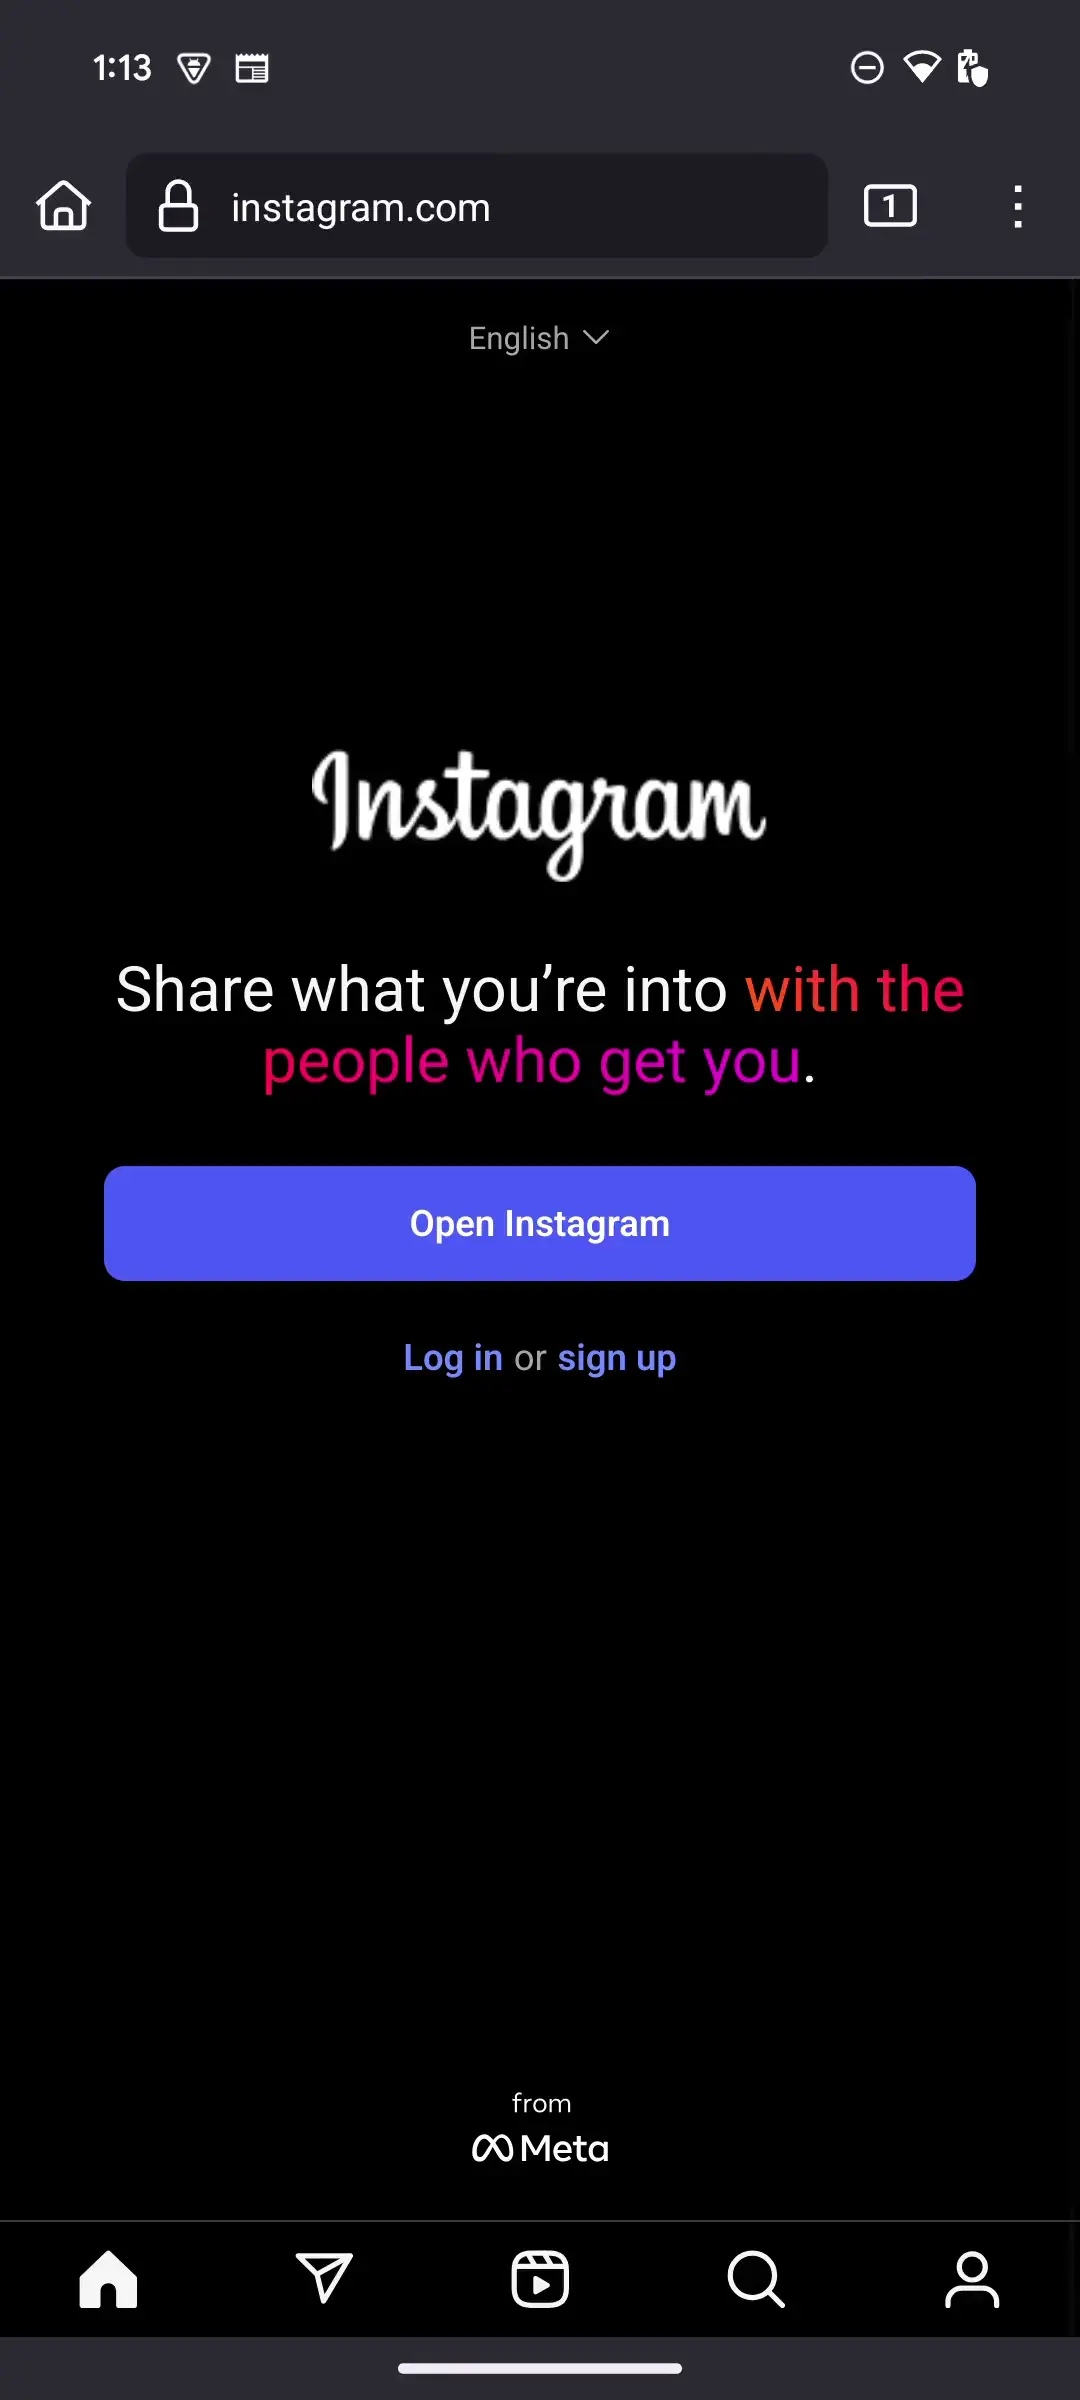 1:13
instagram.com
1
English
Instagram
Share what you’re into with the
people who get you.
Open Instagram
Log in or sign up
from
Meta